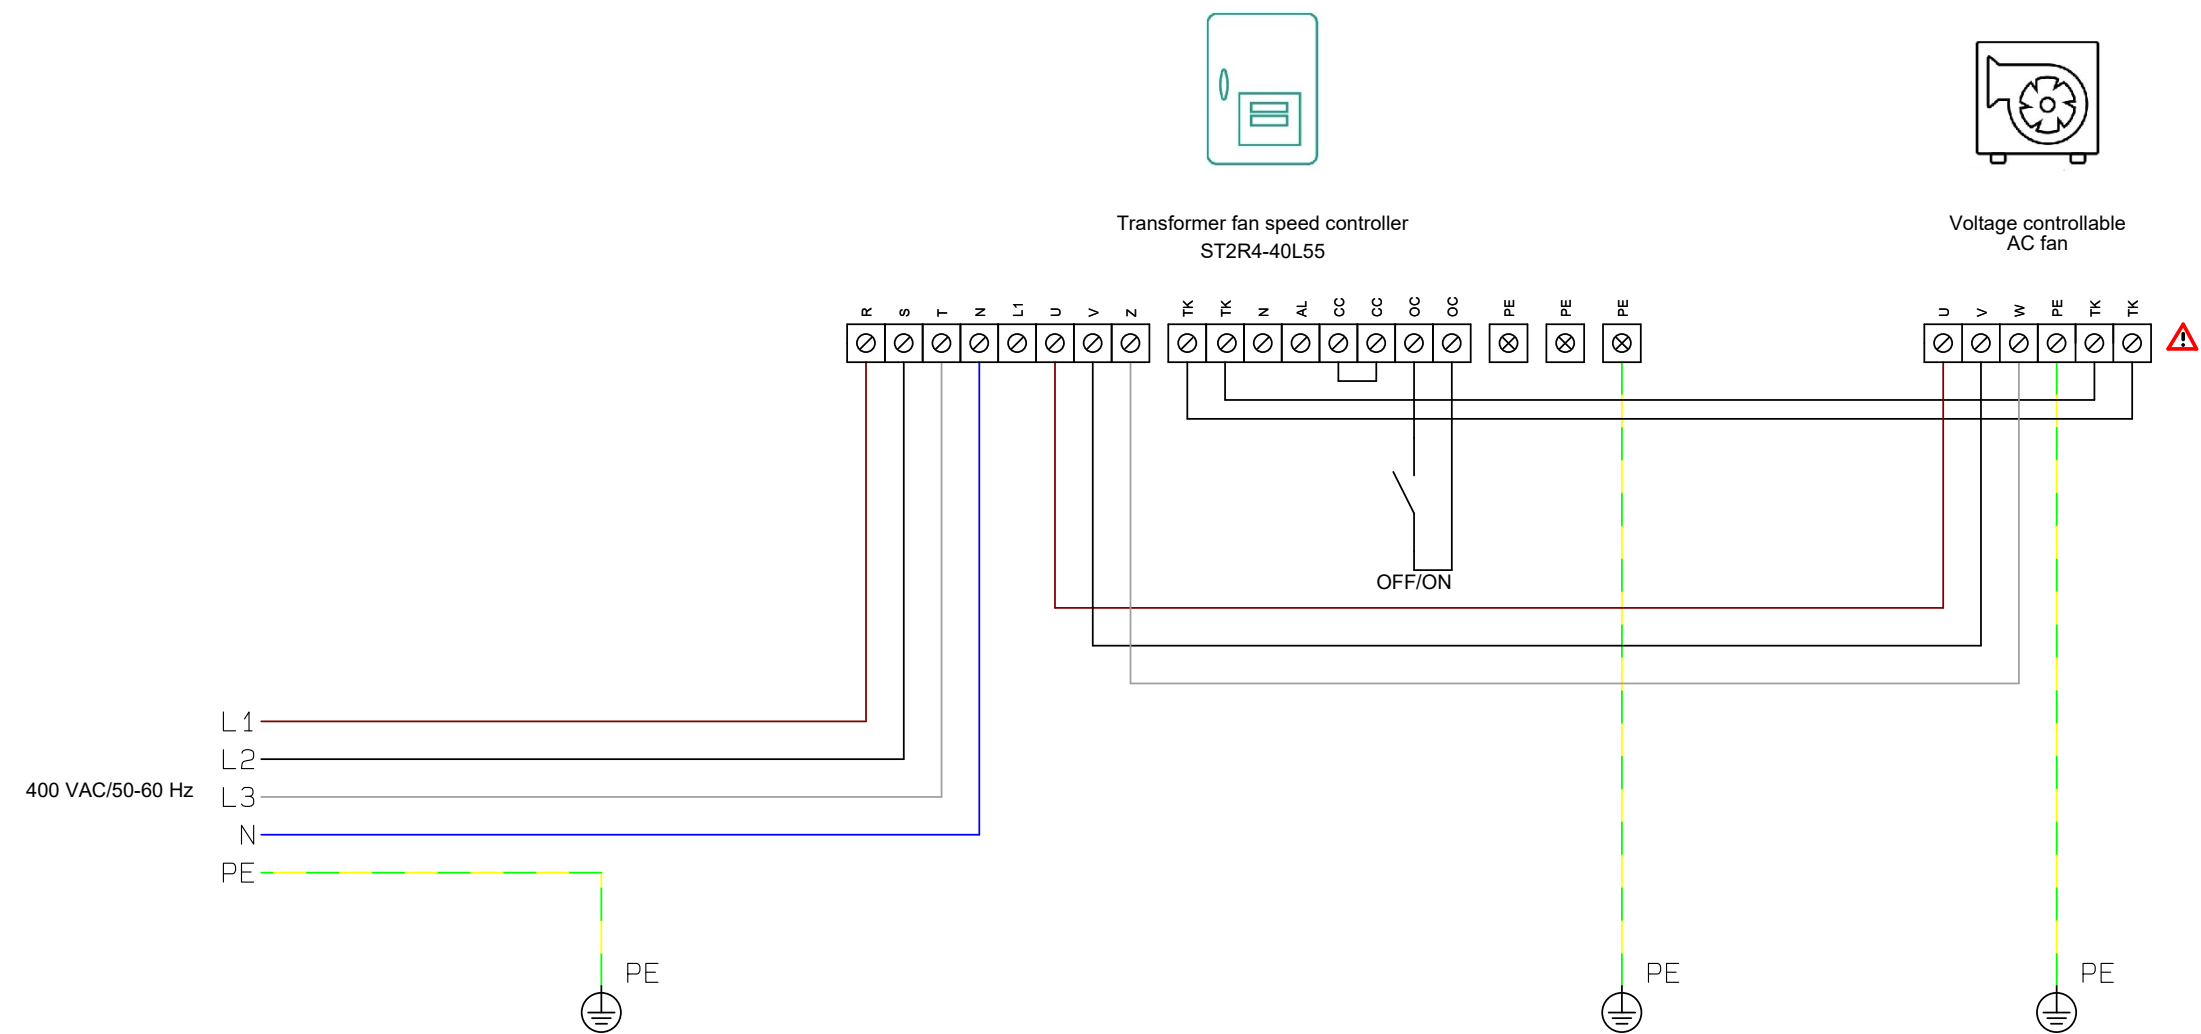 Transformer fan speed controller
ST2R4-40L55
Voltage controllable
AC fan
R S T N L1 U V Z TK TK N AL CC CC OC OC PE PE PE U V W PE TK TK
OFF/ON
L1
L2
400 VAC/50-60 Hz L3
N
PE
PE PE PE